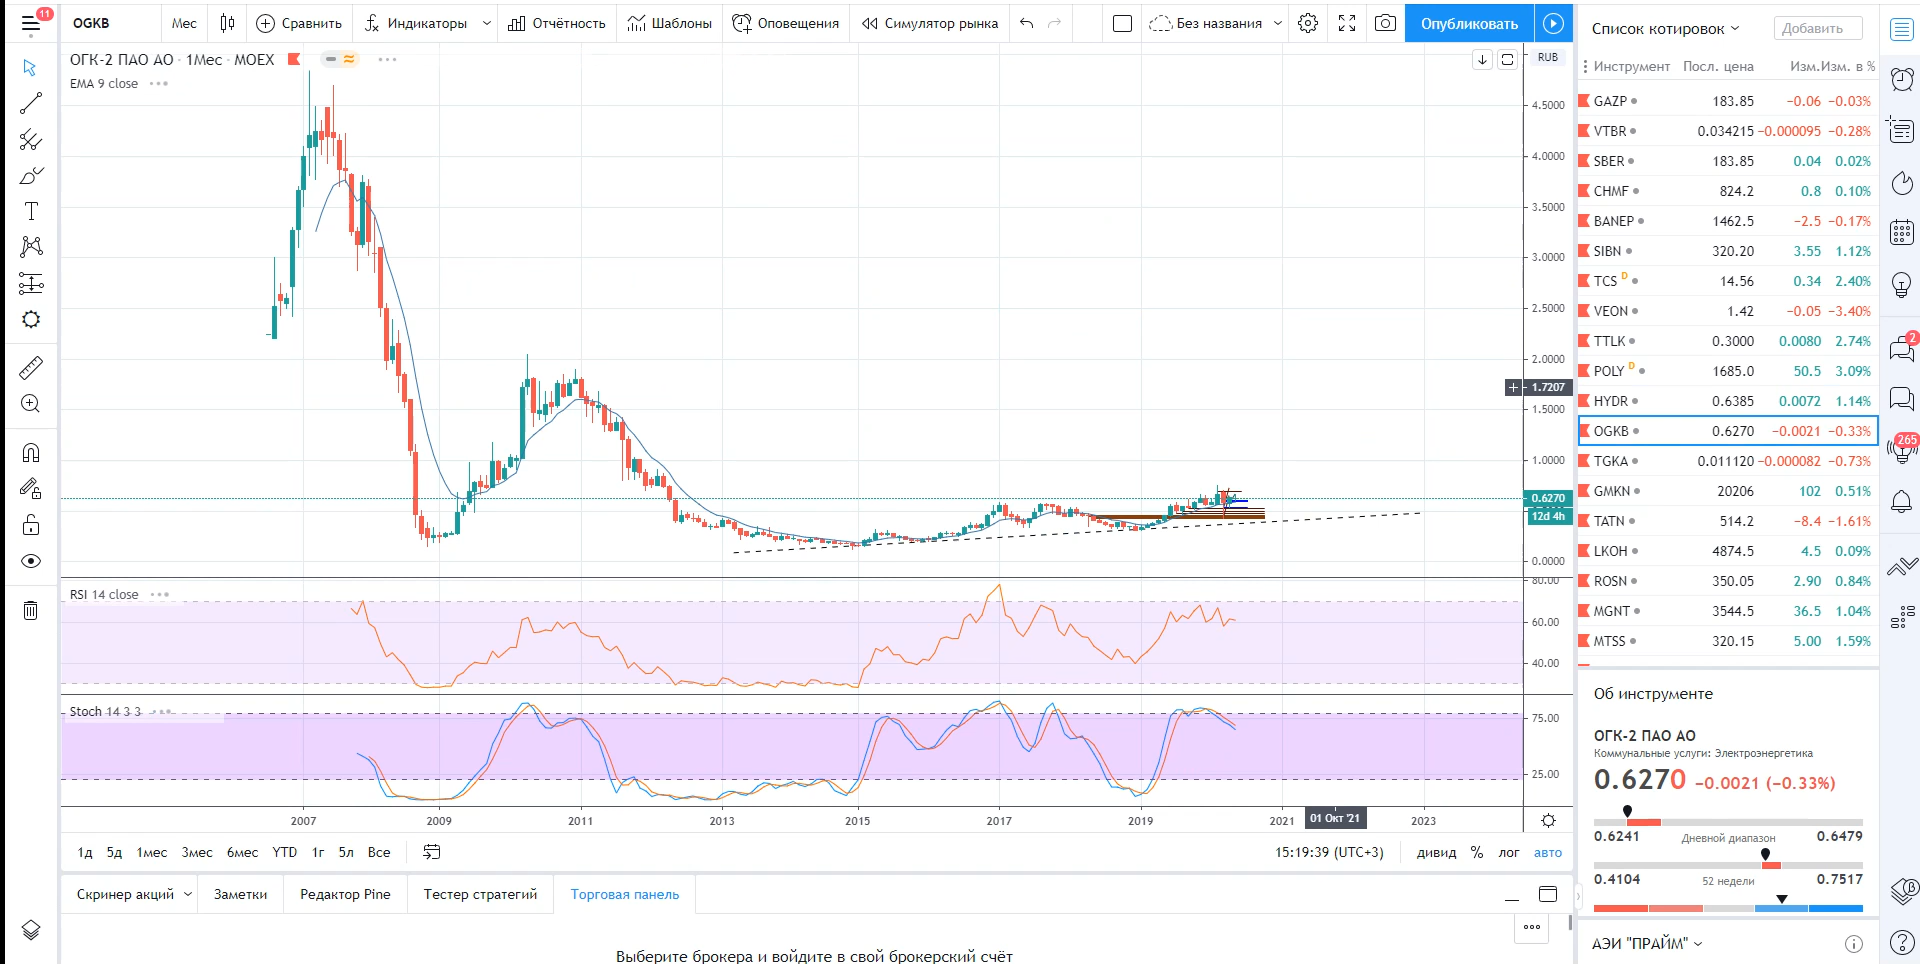 11
OGKB
Мес
Сравнить
Индикаторы
Отчётность
Шаблоны
Оповещения
Симулятор рынка
Без названия
Опубликовать
ОГК-2 ПАО АО · 1Мес · MOEX
EMA 9 close
RUB
4.5000
4.0000
3.5000
3.0000
2.5000
2.0000
1.7207
1.5000
1.0000
0.6270
12d 4h
0.0000
RSI 14 close
80.00
60.00
40.00
Stoch 14 3 3
75.00
25.00
2007
2009
2011
2013
2015
2017
2019
2021
01 Окт '21
2023
1д 5д 1мес 3мес 6мес YTD 1г 5л Все
15:19:39 (UTC+3)
дивид % лог авто
Скринер акций
Заметки
Редактор Pine
Тестер стратегий
Торговая панель
Выберите брокера и войдите в свой брокерский счёт
Список котировок
Добавить
Инструмент Посл. цена Изм. Изм. в %
GAZP 183.85 −0.06 −0.03%
VTBR 0.034215 −0.000095 −0.28%
SBER 183.85 0.04 0.02%
CHMF 824.2 0.8 0.10%
BANEP 1462.5 −2.5 −0.17%
SIBN 320.20 3.55 1.12%
TCS D 14.56 0.34 2.40%
VEON 1.42 −0.05 −3.40%
TTLK 0.3000 0.0080 2.74%
POLY D 1685.0 50.5 3.09%
HYDR 0.6385 0.0072 1.14%
OGKB 0.6270 −0.0021 −0.33%
TGKA 0.011120 −0.000082 −0.73%
GMKN 20206 102 0.51%
TATN 514.2 −8.4 −1.61%
LKOH 4874.5 4.5 0.09%
ROSN 350.05 2.90 0.84%
MGNT 3544.5 36.5 1.04%
MTSS 320.15 5.00 1.59%
Об инструменте
ОГК-2 ПАО АО
Коммунальные услуги: Электроэнергетика
0.6270 −0.0021 (−0.33%)
0.6241 Дневной диапазон 0.6479
0.4104 52 недели 0.7517
АЭИ "ПРАЙМ"
2
265